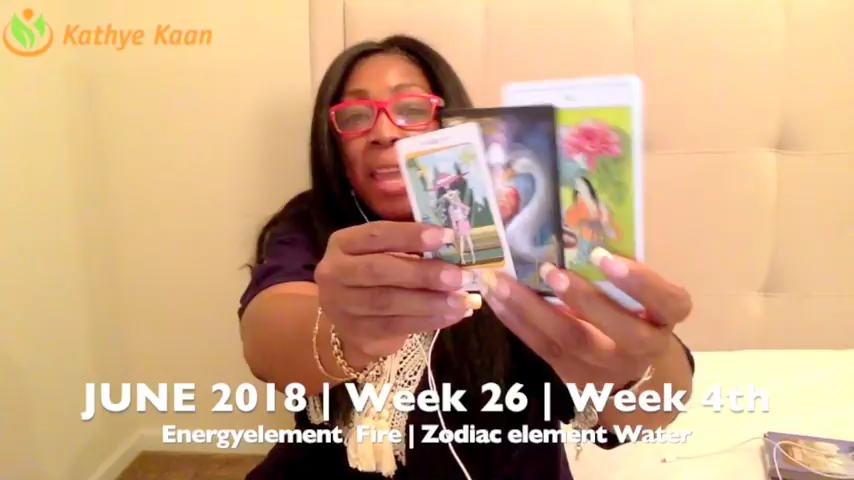 Kathye Kaan
JUNE 2018 | Week 26 | Week 4th
Energyelement Fire | Zodiac element Water